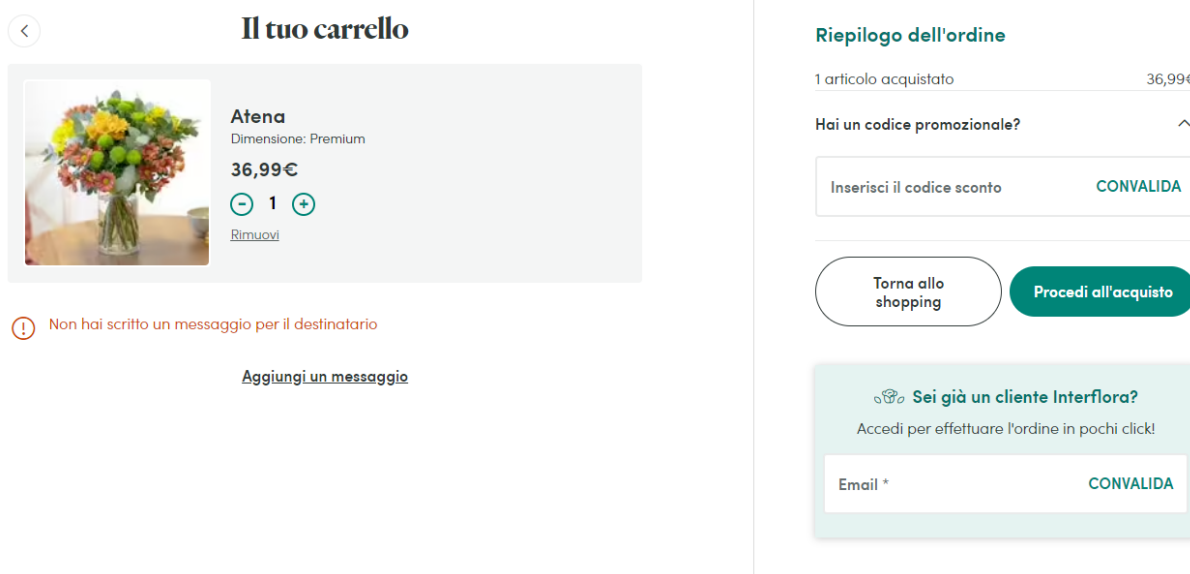 Il tuo carrello
Atena
Dimensione: Premium
36,99€
1
Rimuovi
Non hai scritto un messaggio per il destinatario
Aggiungi un messaggio
Riepilogo dell'ordine
1 articolo acquistato 36,99€
Hai un codice promozionale?
Inserisci il codice sconto CONVALIDA
Torna allo
shopping
Procedi all'acquisto
Sei già un cliente Interflora?
Accedi per effettuare l'ordine in pochi click!
Email * CONVALIDA